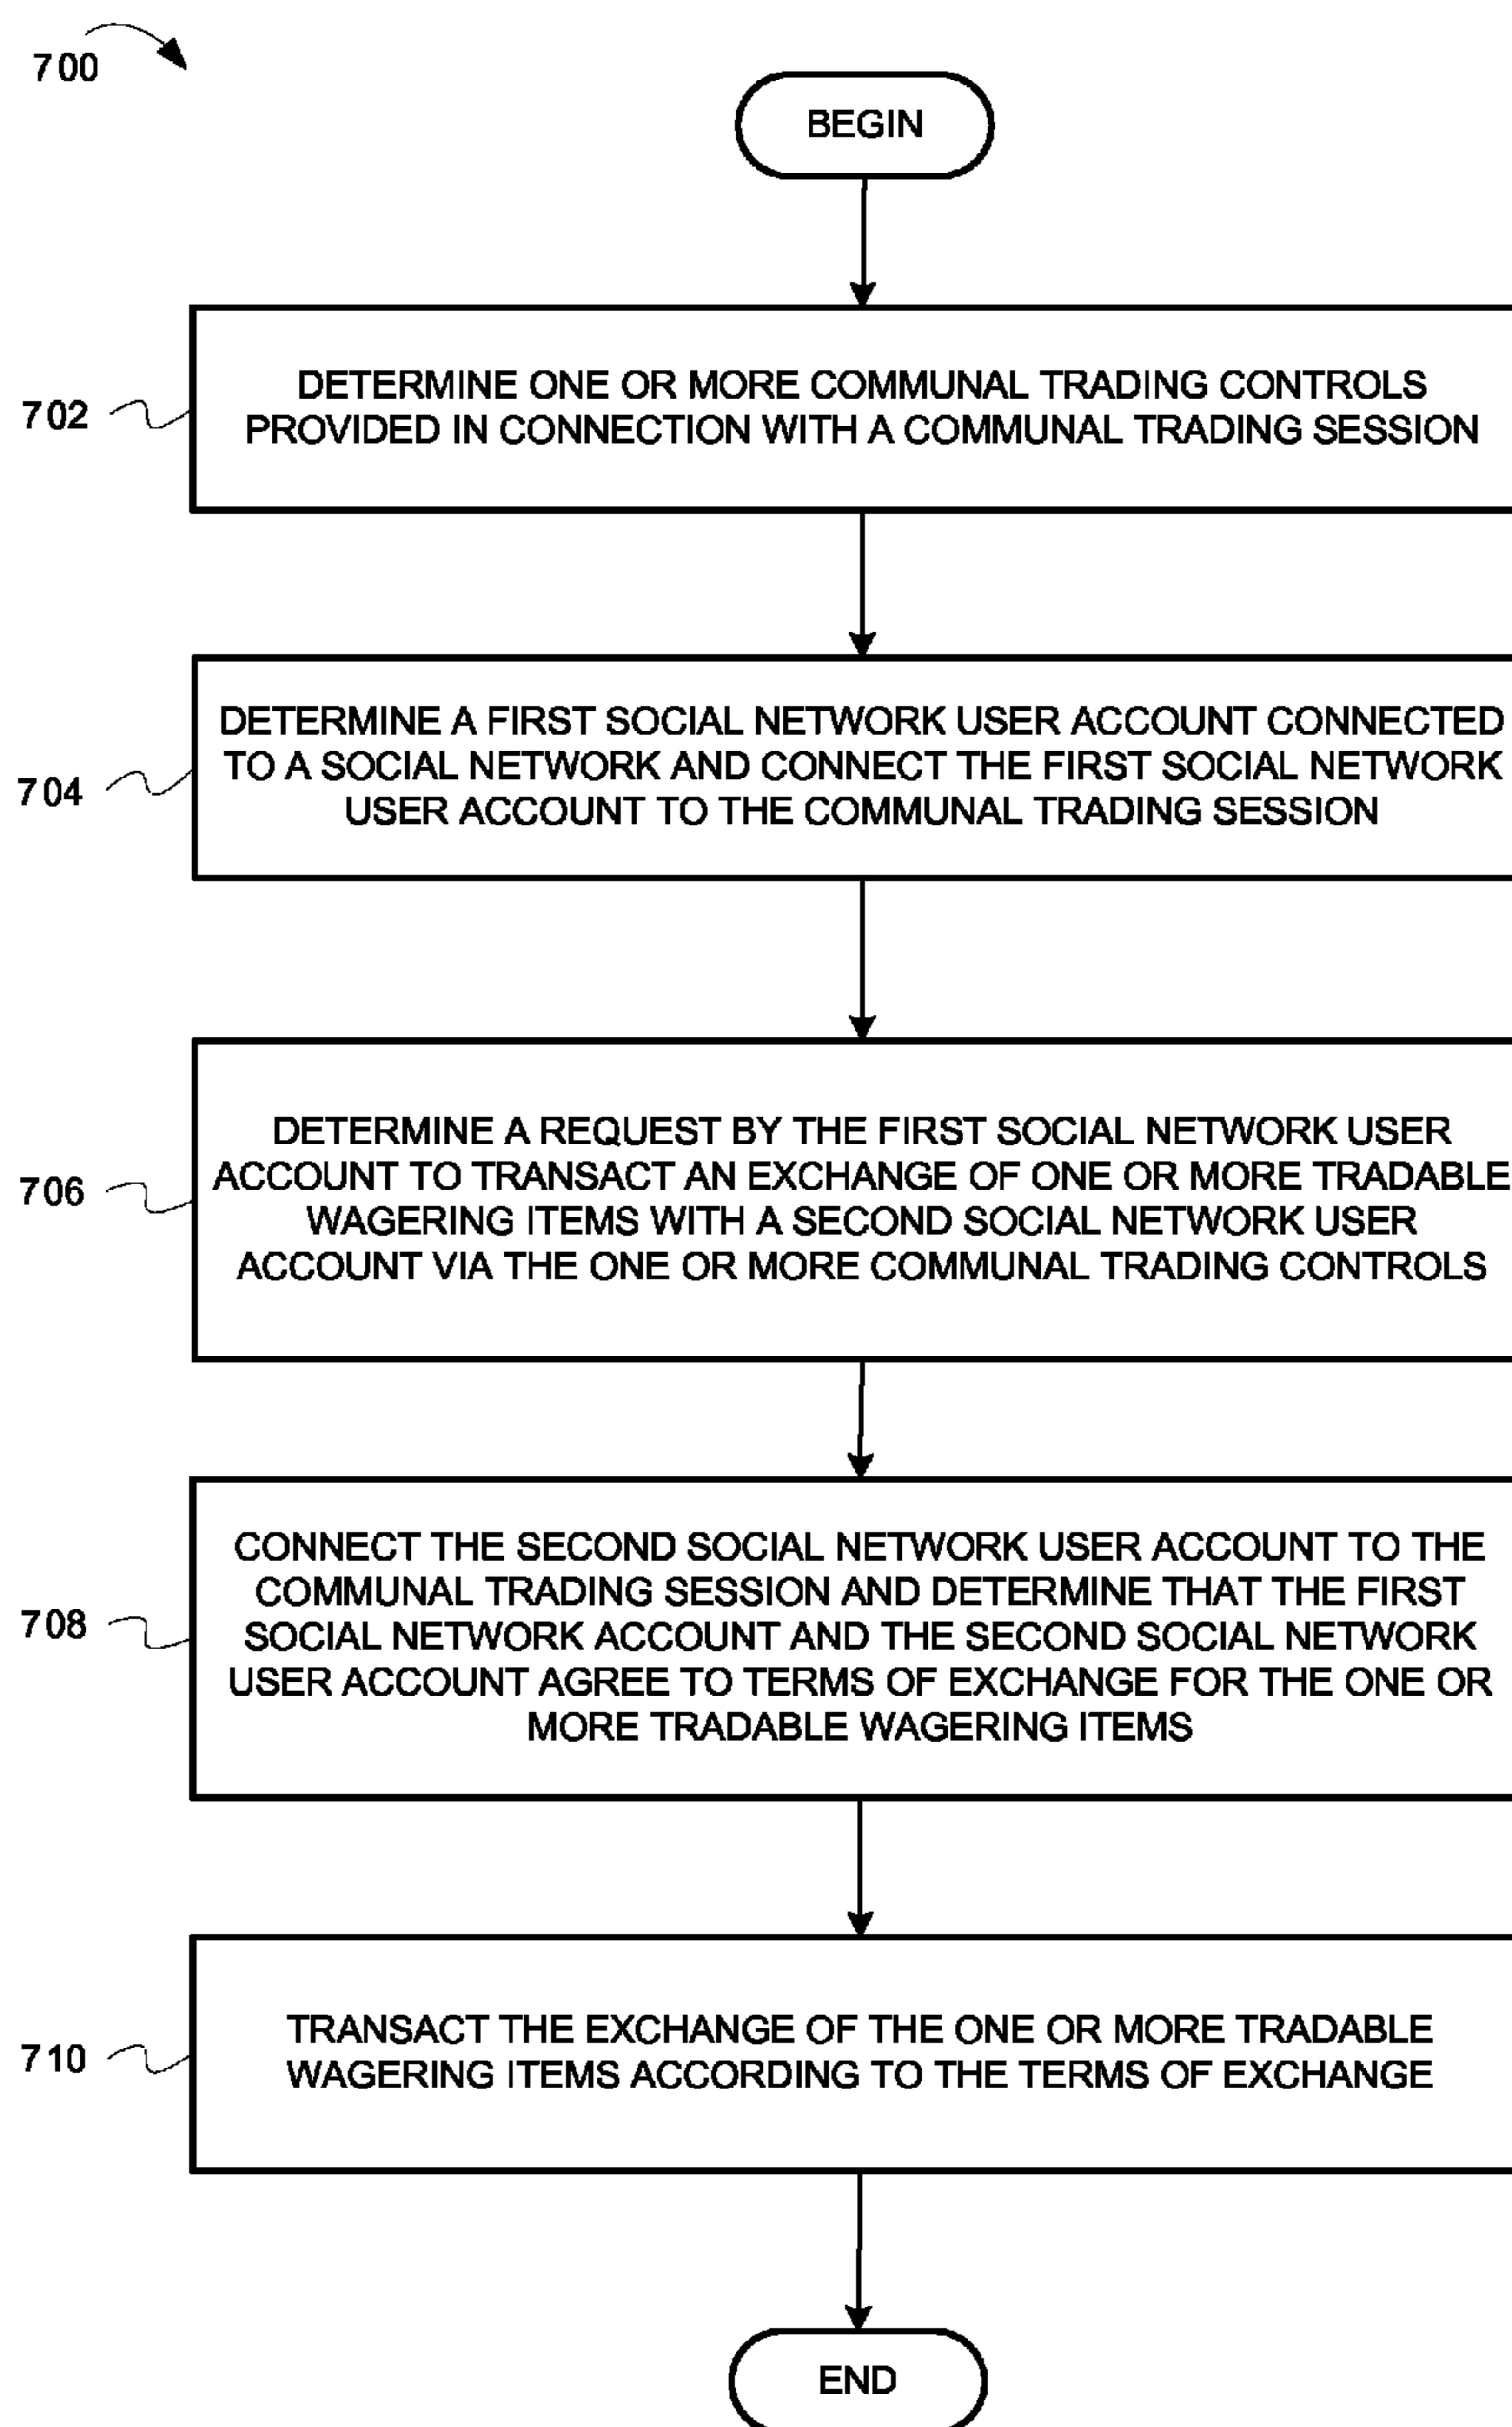 700
BEGIN
702
DETERMINE ONE OR MORE COMMUNAL TRADING CONTROLS
PROVIDED IN CONNECTION WITH A COMMUNAL TRADING SESSION
704
DETERMINE A FIRST SOCIAL NETWORK USER ACCOUNT CONNECTED
TO A SOCIAL NETWORK AND CONNECT THE FIRST SOCIAL NETWORK
USER ACCOUNT TO THE COMMUNAL TRADING SESSION
706
DETERMINE A REQUEST BY THE FIRST SOCIAL NETWORK USER
ACCOUNT TO TRANSACT AN EXCHANGE OF ONE OR MORE TRADABLE
WAGERING ITEMS WITH A SECOND SOCIAL NETWORK USER
ACCOUNT VIA THE ONE OR MORE COMMUNAL TRADING CONTROLS
708
CONNECT THE SECOND SOCIAL NETWORK USER ACCOUNT TO THE
COMMUNAL TRADING SESSION AND DETERMINE THAT THE FIRST
SOCIAL NETWORK ACCOUNT AND THE SECOND SOCIAL NETWORK
USER ACCOUNT AGREE TO TERMS OF EXCHANGE FOR THE ONE OR
MORE TRADABLE WAGERING ITEMS
710
TRANSACT THE EXCHANGE OF THE ONE OR MORE TRADABLE
WAGERING ITEMS ACCORDING TO THE TERMS OF EXCHANGE
END